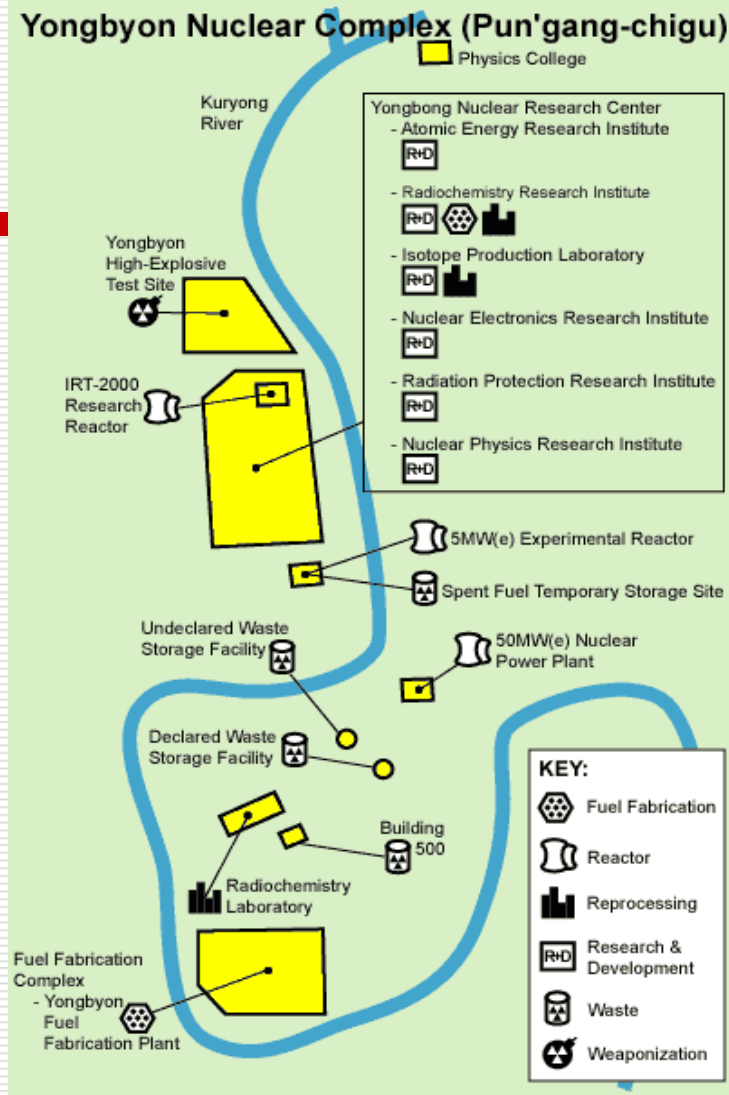 Yongbyon Nuclear Complex (Pun'gang-chigu)
Physics College
Kuryong
River
Yongbong Nuclear Research Center
- Atomic Energy Research Institute
R+D
- Radiochemistry Research Institute
R+D
- Isotope Production Laboratory
R+D
- Nuclear Electronics Research Institute
R+D
- Radiation Protection Research Institute
R+D
- Nuclear Physics Research Institute
R+D
Yongbyon
High-Explosive
Test Site
IRT-2000
Research
Reactor
5MW(e) Experimental Reactor
Spent Fuel Temporary Storage Site
Undeclared Waste
Storage Facility
50MW(e) Nuclear
Power Plant
Declared Waste
Storage Facility
Building
500
Radiochemistry
Laboratory
Fuel Fabrication
Complex
- Yongbyon
Fuel
Fabrication Plant
KEY:
Fuel Fabrication
Reactor
Reprocessing
R+D
Research &
Development
Waste
Weaponization